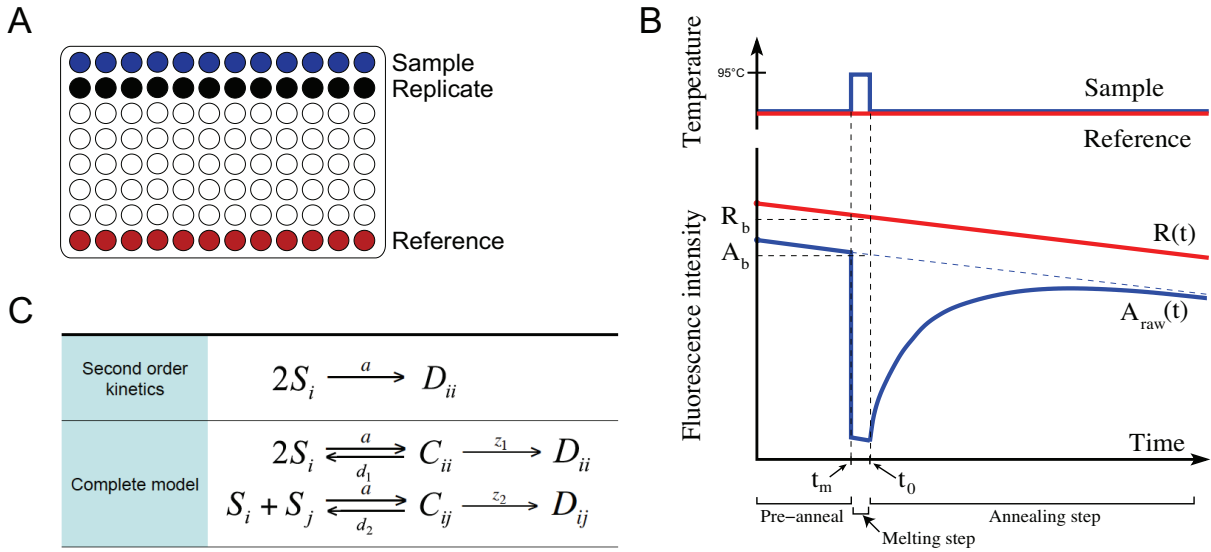 A
Sample
Replicate
Reference
B
Temperature
95°C
Sample
Reference
Fluorescence intensity
R_b
A_b
R(t)
A_raw(t)
Time
t_m
t_0
Pre-anneal
Melting step
Annealing step
C
Second order
kinetics
2S_i →^a D_ii
Complete model
2S_i ⇌^a_{d_1} C_ii →^{z_1} D_ii
S_i + S_j ⇌^a_{d_2} C_ij →^{z_2} D_ij